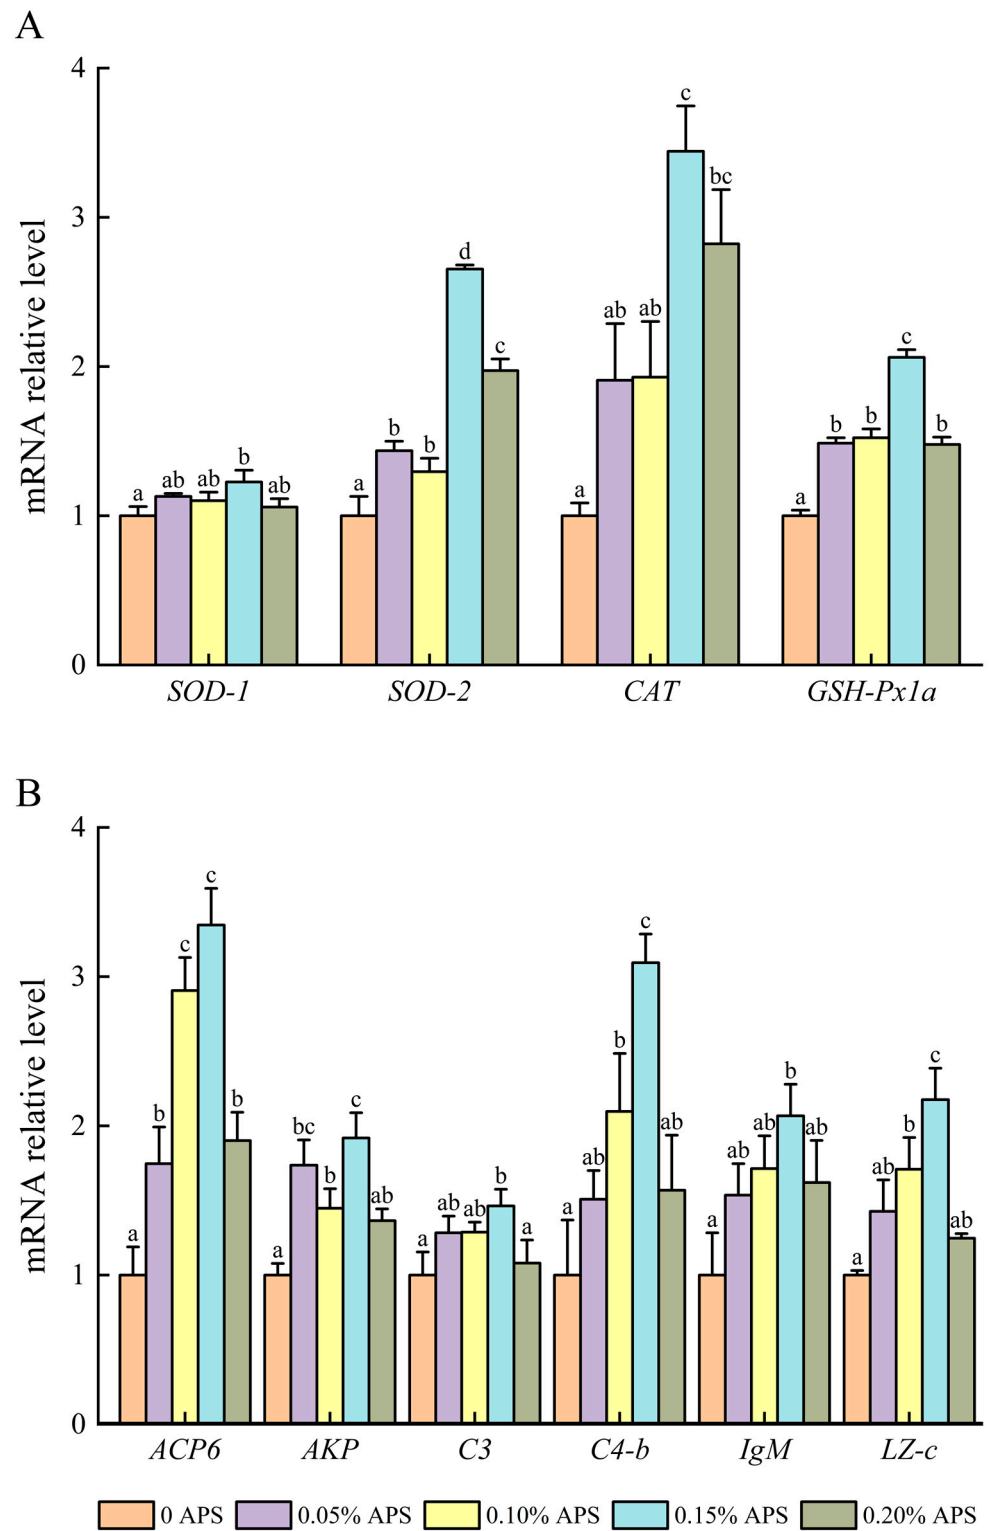 A
4
3
2
1
0
mRNA relative level
a ab ab b ab
a b b d c
a ab ab c bc
a b b c b
SOD-1 SOD-2 CAT GSH-Px1a
B
4
3
2
1
0
mRNA relative level
a b c c b
a bc b c ab
a ab ab b a
a ab b c ab
a ab ab b ab
a ab b c ab
ACP6 AKP C3 C4-b IgM LZ-c
0 APS 0.05% APS 0.10% APS 0.15% APS 0.20% APS